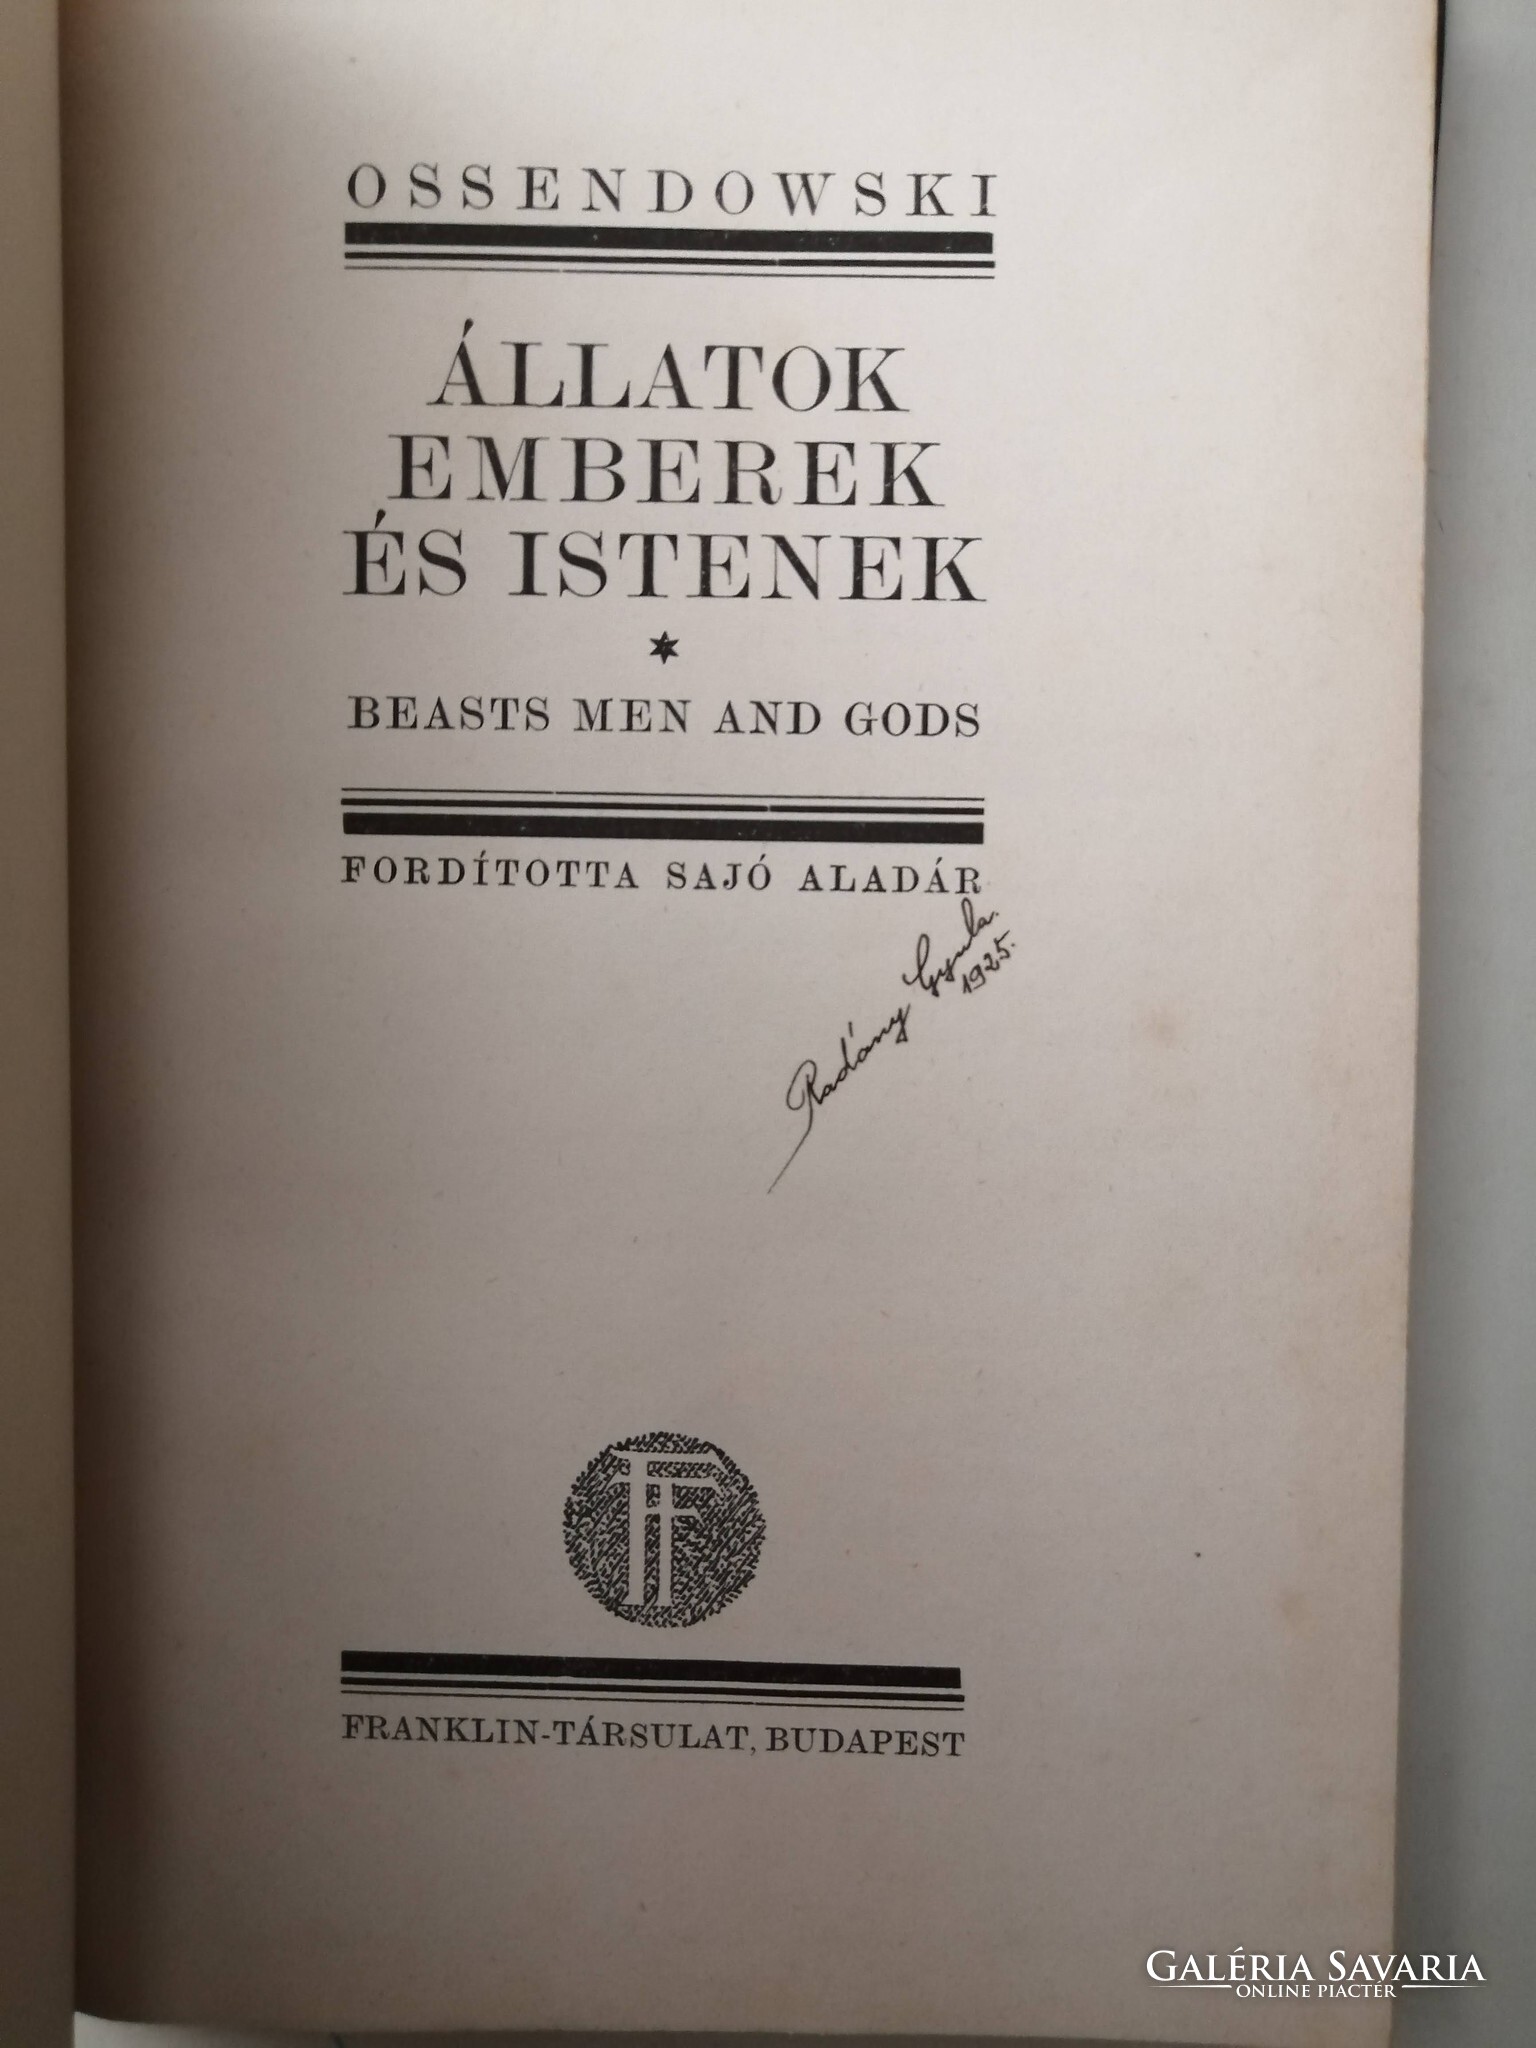 OSSENDOWSKI
ÁLLATOK
EMBEREK
ÉS ISTENEK
BEASTS MEN AND GODS
FORDÍTOTTA SAJÓ ALADÁR
Radány Gyula.
1925.
FRANKLIN-TÁRSULAT, BUDAPEST
GALÉRIA SAVARIA
ONLINE PIACTÉR